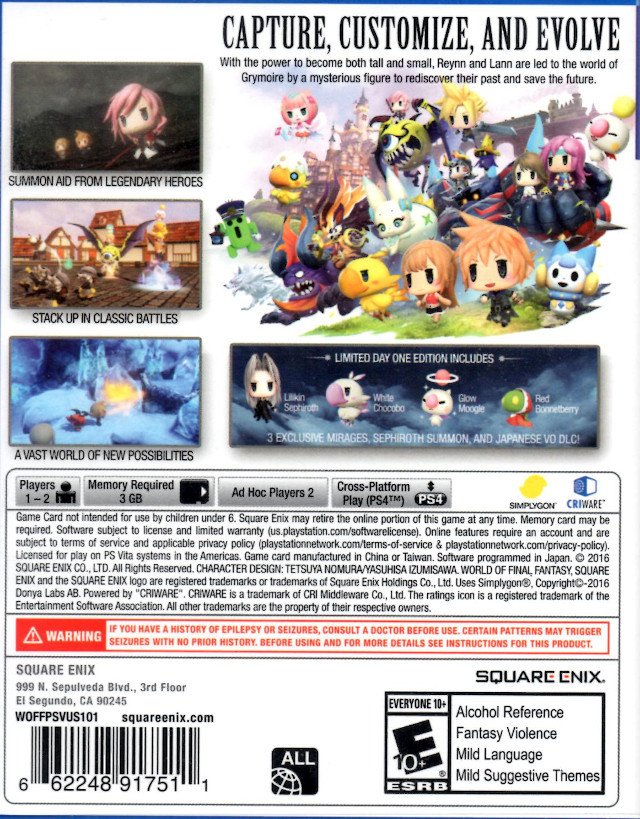 CAPTURE, CUSTOMIZE, AND EVOLVE
With the power to become both tall and small, Reynn and Lann are led to the world of
Grymoire by a mysterious figure to rediscover their past and save the future.
SUMMON AID FROM LEGENDARY HEROES
STACK UP IN CLASSIC BATTLES
A VAST WORLD OF NEW POSSIBILITIES
LIMITED DAY ONE EDITION INCLUDES
Lilikin
Sephiroth
White
Chocobo
Glow
Moogle
Red
Bonnetberry
3 EXCLUSIVE MIRAGES, SEPHIROTH SUMMON, AND JAPANESE VO DLC!
Players
1 – 2
Memory Required
3 GB
Ad Hoc Players 2
Cross-Platform
Play (PS4™)
PS4
SIMPLYGON™
CRIWARE™
Game Card not intended for use by children under 6. Square Enix may retire the online portion of this game at any time. Memory card may be
required. Software subject to license and limited warranty (us.playstation.com/softwarelicense). Online features require an account and are
subject to terms of service and applicable privacy policy (playstationnetwork.com/terms-of-service & playstationnetwork.com/privacy-policy).
Licensed for play on PS Vita systems in the Americas. Game card manufactured in China or Taiwan. Software programmed in Japan. © 2016
SQUARE ENIX CO., LTD. All Rights Reserved. CHARACTER DESIGN: TETSUYA NOMURA/YASUHISA IZUMISAWA. WORLD OF FINAL FANTASY, SQUARE
ENIX and the SQUARE ENIX logo are registered trademarks or trademarks of Square Enix Holdings Co., Ltd. Uses Simplygon®, Copyright©-2016
Donya Labs AB. Powered by "CRIWARE". CRIWARE is a trademark of CRI Middleware Co., Ltd. The ratings icon is a registered trademark of the
Entertainment Software Association. All other trademarks are the property of their respective owners.
WARNING
IF YOU HAVE A HISTORY OF EPILEPSY OR SEIZURES, CONSULT A DOCTOR BEFORE USE. CERTAIN PATTERNS MAY TRIGGER
SEIZURES WITH NO PRIOR HISTORY. BEFORE USING AND FOR MORE DETAILS SEE INSTRUCTIONS FOR THIS PRODUCT.
SQUARE ENIX
999 N. Sepulveda Blvd., 3rd Floor
El Segundo, CA 90245
WOFFPSVUS101 squareenix.com
6 62248 91751 1
ALL
SQUARE ENIX.
EVERYONE 10+
E
10+
®
ESRB
Alcohol Reference
Fantasy Violence
Mild Language
Mild Suggestive Themes